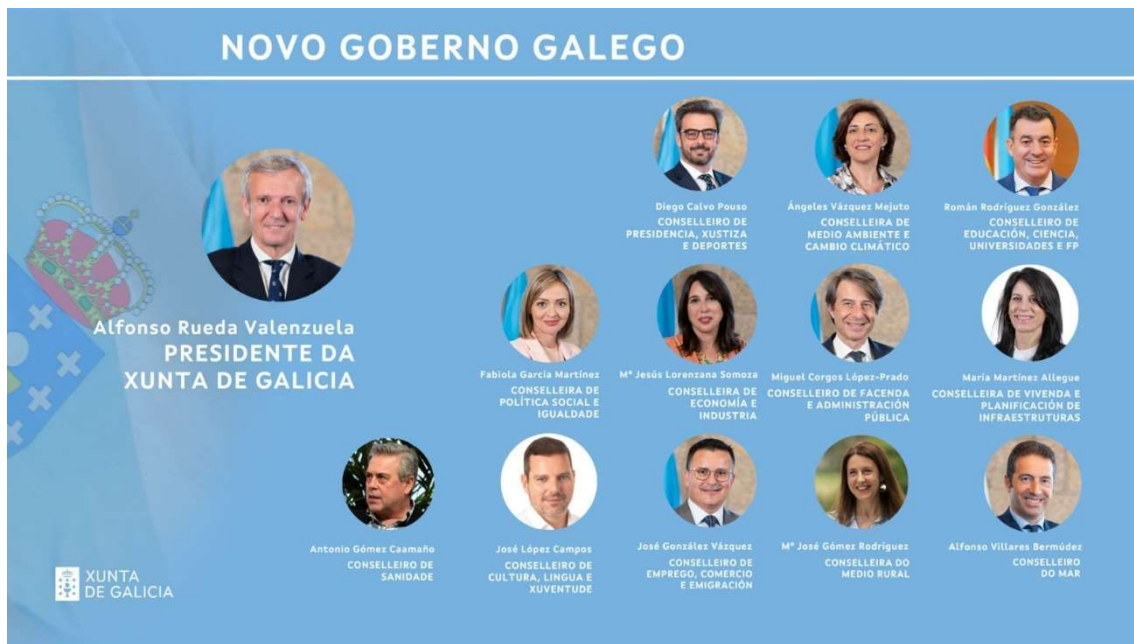 NOVO GOBERNO GALEGO
Alfonso Rueda Valenzuela
PRESIDENTE DA
XUNTA DE GALICIA
Diego Calvo Pouso
CONSELLEIRO DE
PRESIDENCIA, XUSTIZA
E DEPORTES
Ángeles Vázquez Mejuto
CONSELLEIRA DE
MEDIO AMBIENTE E
CAMBIO CLIMÁTICO
Román Rodríguez González
CONSELLEIRO DE
EDUCACIÓN, CIENCIA,
UNIVERSIDADES E FP
Fabiola García Martínez
CONSELLEIRA DE
POLÍTICA SOCIAL E
IGUALDADE
Mª Jesús Lorenzana Somoza
CONSELLEIRA DE
ECONOMÍA E
INDUSTRIA
Miguel Corgos López-Prado
CONSELLEIRO DE FACENDA
E ADMINISTRACIÓN
PÚBLICA
María Martínez Allegue
CONSELLEIRA DE VIVENDA E
PLANIFICACIÓN DE
INFRAESTRUTURAS
Antonio Gómez Caamaño
CONSELLEIRO DE
SANIDADE
José López Campos
CONSELLEIRO DE
CULTURA, LINGUA E
XUVENTUDE
José González Vázquez
CONSELLEIRO DE
EMPREGO, COMERCIO
E EMIGRACIÓN
Mª José Gómez Rodríguez
CONSELLEIRA DO
MEDIO RURAL
Alfonso Villares Bermúdez
CONSELLEIRO
DO MAR
XUNTA
DE GALICIA